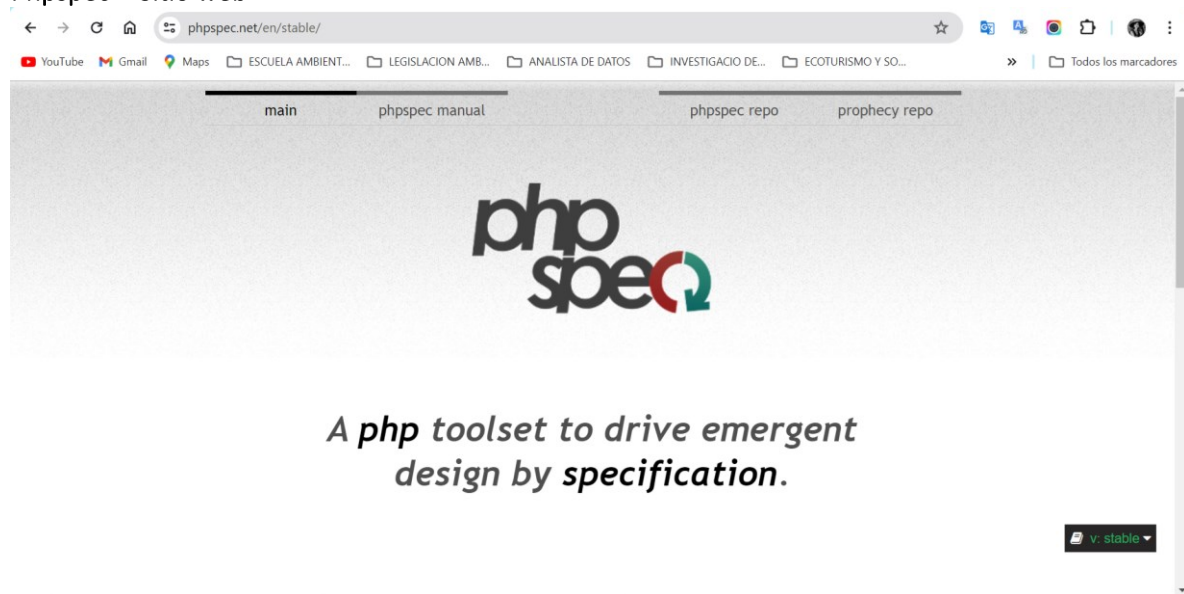 phpspec.net/en/stable/
YouTube Gmail Maps ESCUELA AMBIENT... LEGISLACION AMB... ANALISTA DE DATOS INVESTIGACIO DE... ECOTURISMO Y SO... » Todos los marcadores
main phpspec manual phpspec repo prophecy repo
php
spec
A php toolset to drive emergent
design by specification.
v: stable